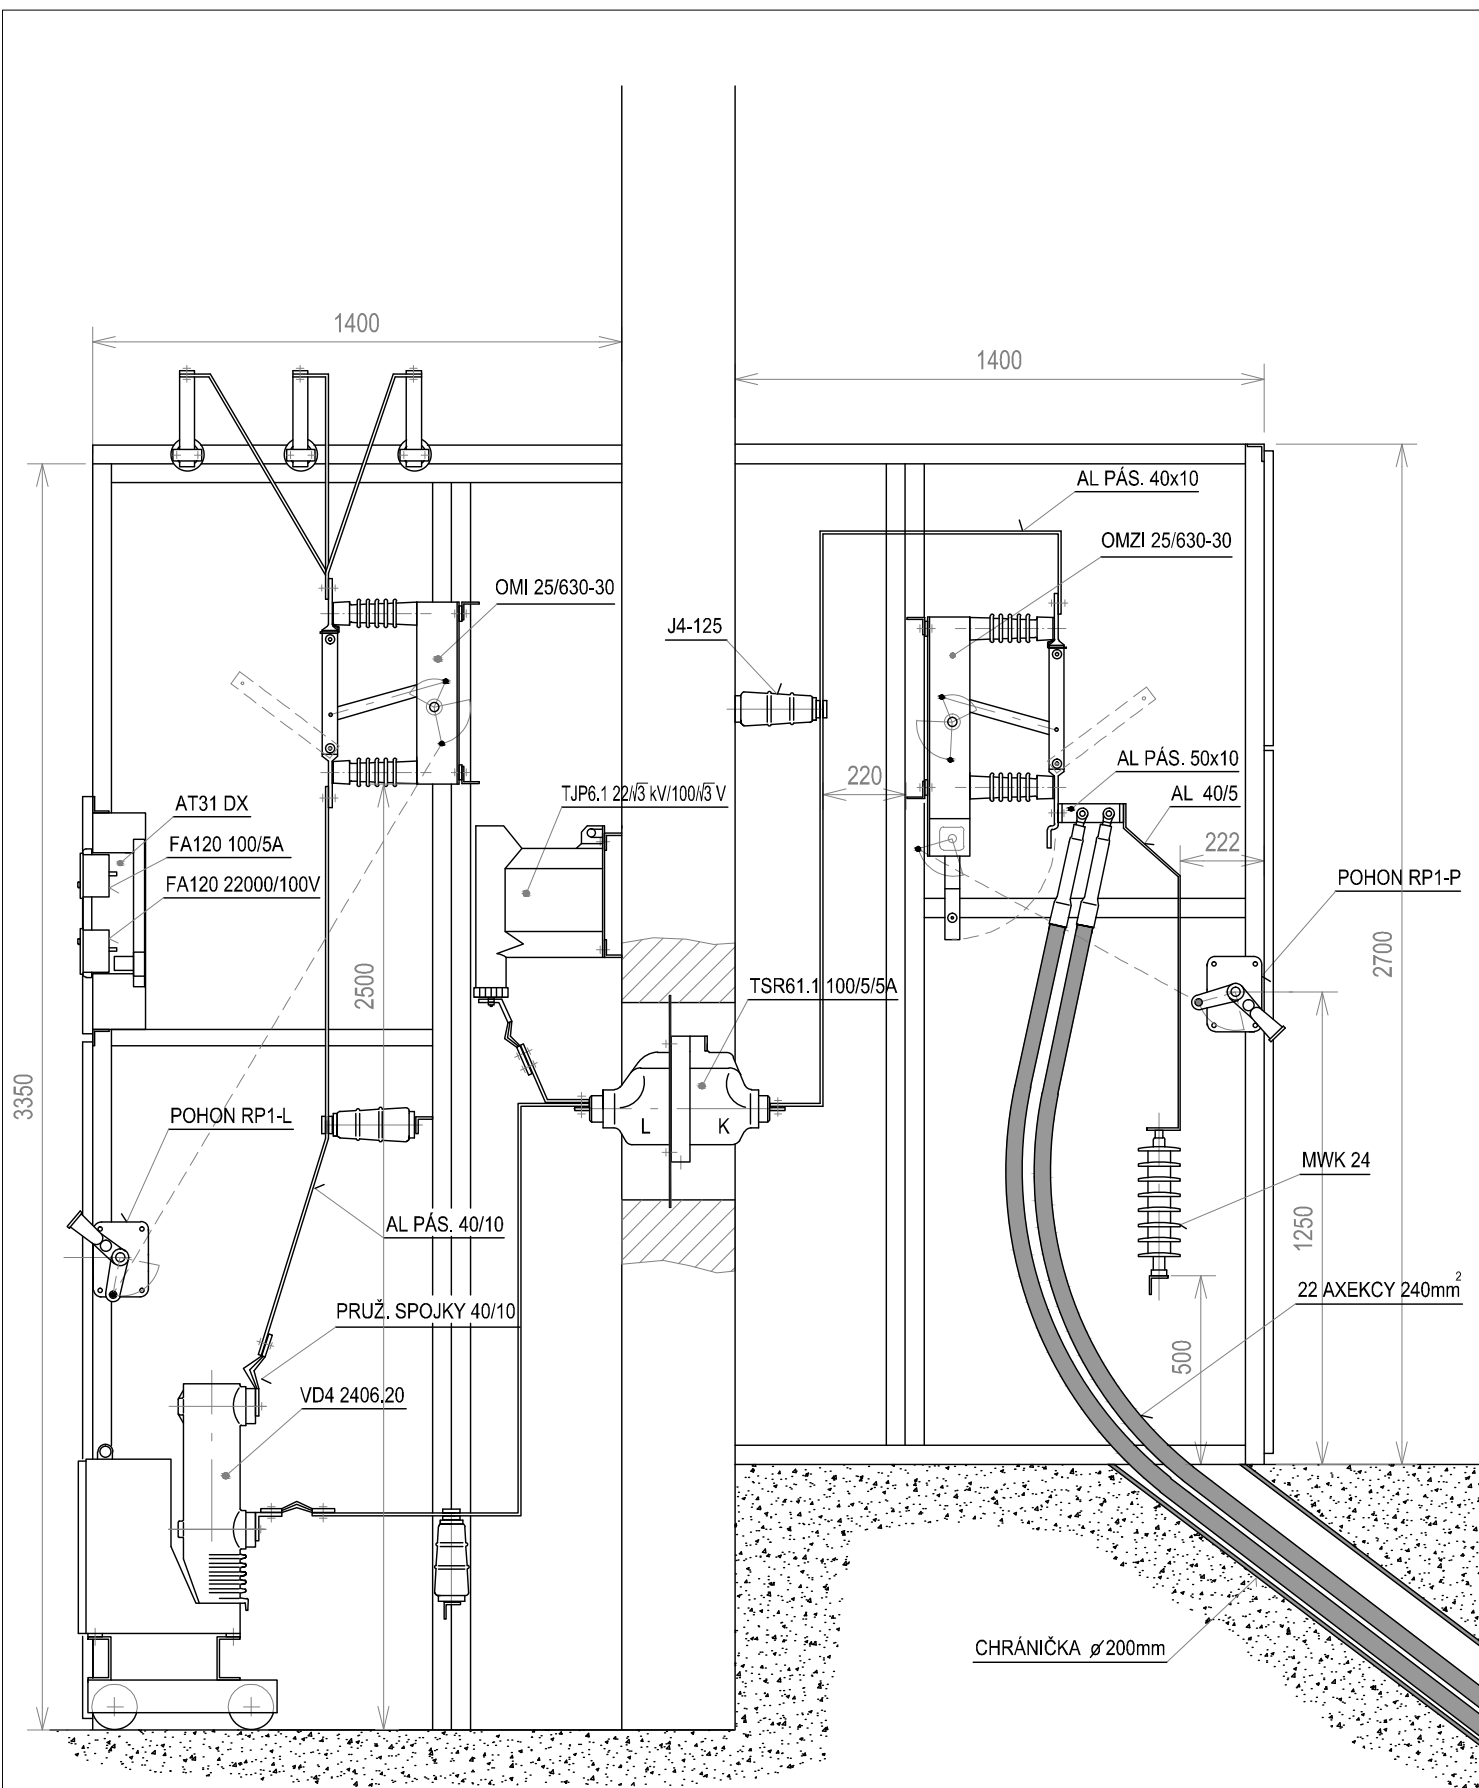 1400
1400
AL PÁS. 40x10
OMZI 25/630-30
OMI 25/630-30
J4-125
AL PÁS. 50x10
220
TJP6.1 22/√3 kV/100/√3 V
AL 40/5
AT31 DX
222
FA120 100/5A
POHON RP1-P
FA120 22000/100V
2700
2500
TSR61.1 100/5/5A
3350
POHON RP1-L
L
K
MWK 24
AL PÁS. 40/10
1250
22 AXEKCY 240mm²
PRUŽ. SPOJKY 40/10
500
VD4 2406.20
CHRÁNIČKA ø 200mm